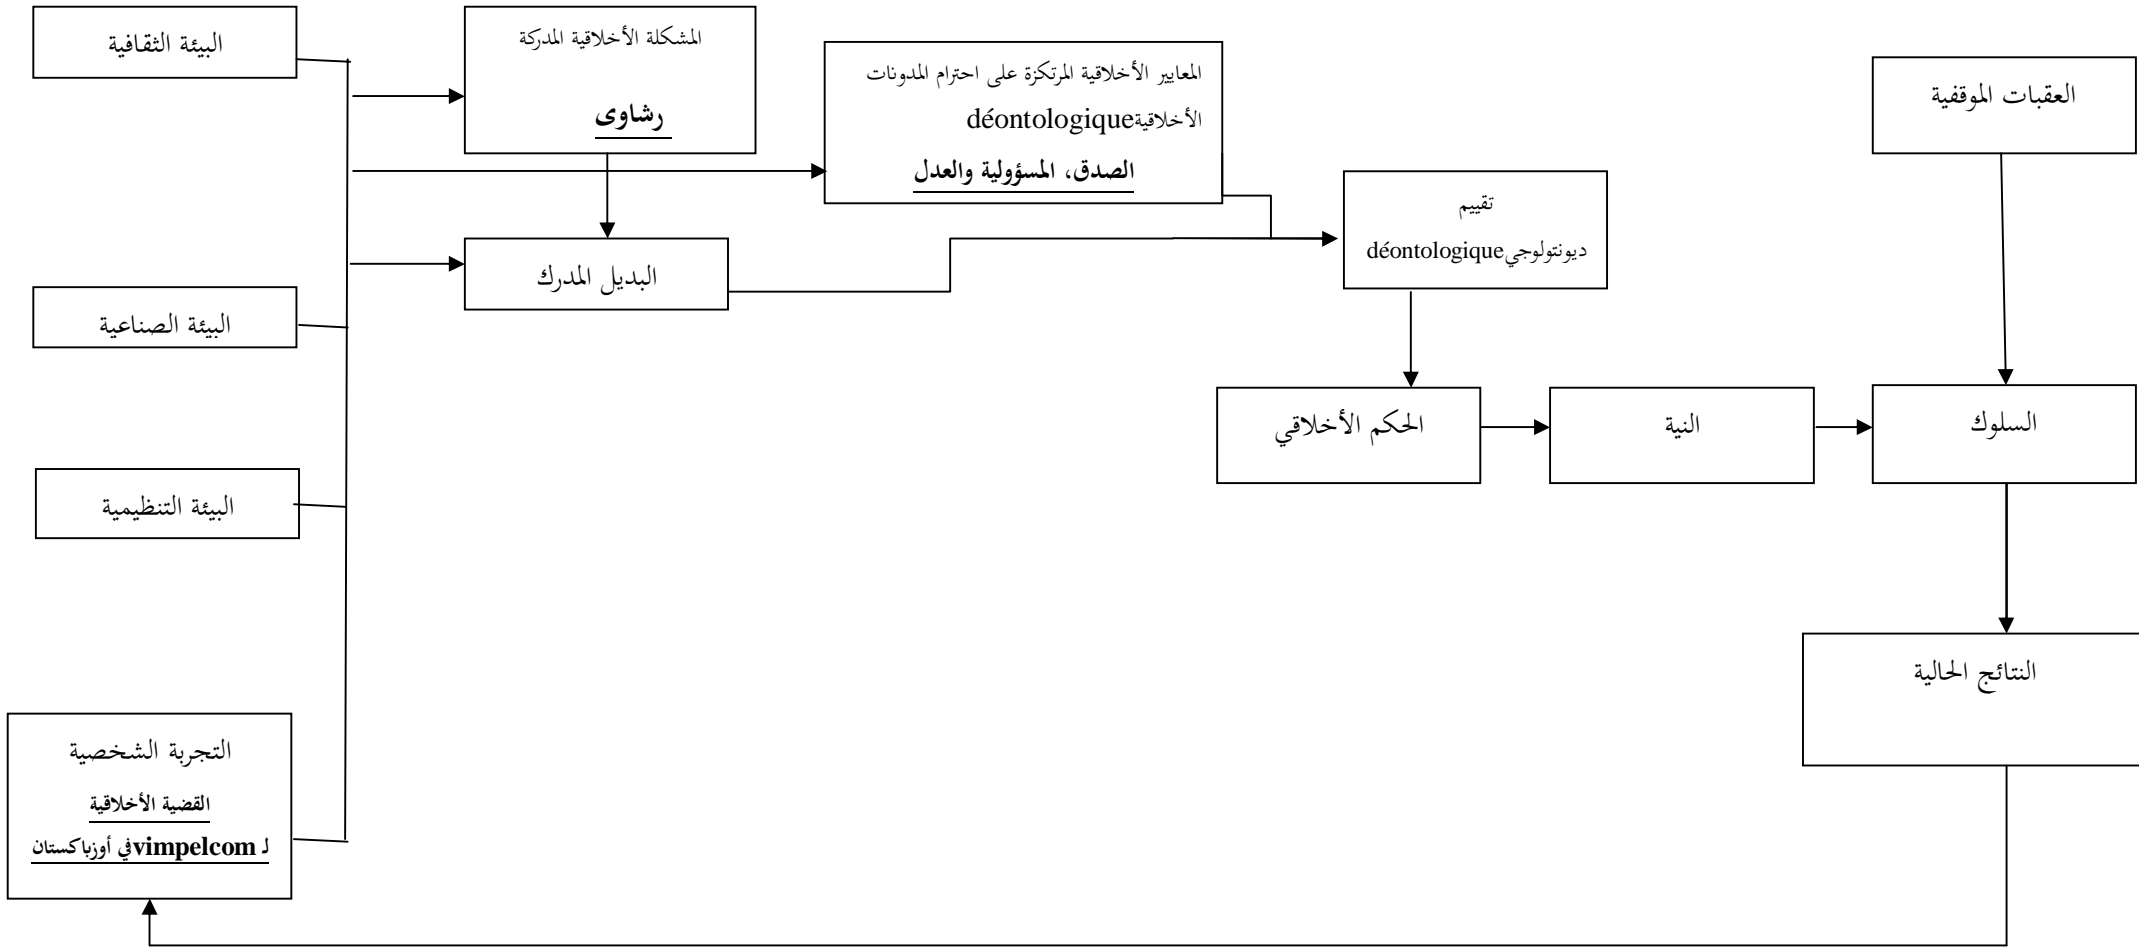 البيئة الثقافية
المشكلة الأخلاقية المدركة
رشاوى
المعايير الأخلاقية المرتكزة على احترام المدونات
الأخلاقيةdéontologique
الصدق، المسؤولية والعدل
العقبات الموقفية
تقييم
ديونتولوجيdéontologique
البديل المدرك
البيئة الصناعية
الحكم الأخلاقي
النية
السلوك
البيئة التنظيمية
النتائج الحالية
التجربة الشخصية
القضية الأخلاقية
لـ vimpelcomفي أوزباكستان